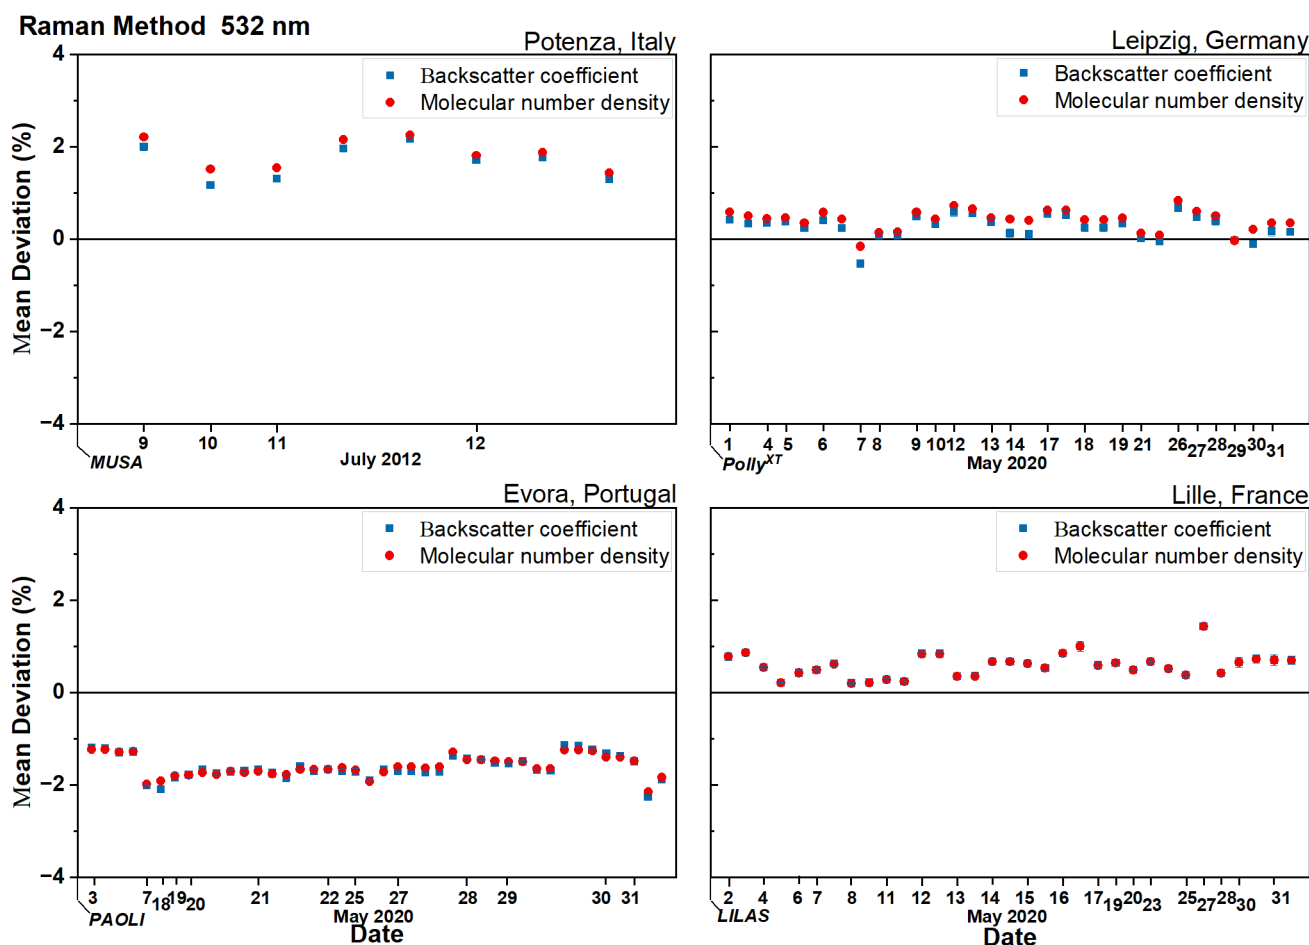 Raman Method 532 nm
Potenza, Italy
Backscatter coefficient
Molecular number density
Mean Deviation (%)
4
2
0
−2
−4
9 10 11 12
MUSA
July 2012
Leipzig, Germany
Backscatter coefficient
Molecular number density
1 4 5 6 7 8 9 10 12 13 14 17 18 19 21 26 27 28 29 30 31
PollyXT
May 2020
Evora, Portugal
Backscatter coefficient
Molecular number density
Mean Deviation (%)
4
2
0
−2
−4
3 7 18 19 20 21 22 25 27 28 29 30 31
PAOLI
May 2020
Date
Lille, France
Backscatter coefficient
Molecular number density
2 4 6 7 8 11 12 13 14 15 16 17 19 20 23 25 27 28 30 31
LILAS
May 2020
Date